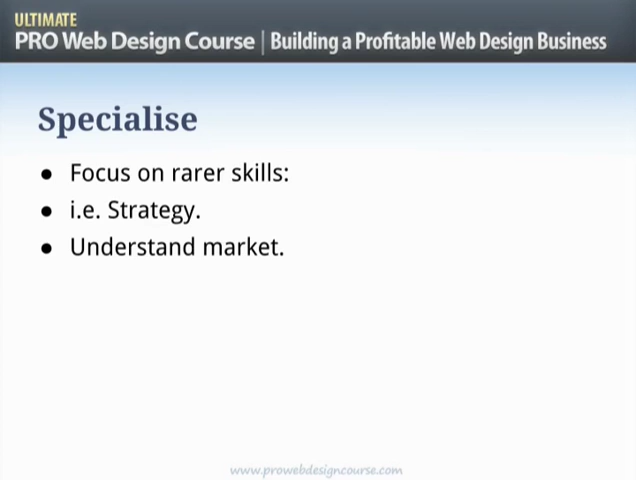 ULTIMATE
PRO Web Design Course | Building a Profitable Web Design Business
Specialise
● Focus on rarer skills:
● i.e. Strategy.
● Understand market.
www.prowebdesigncourse.com